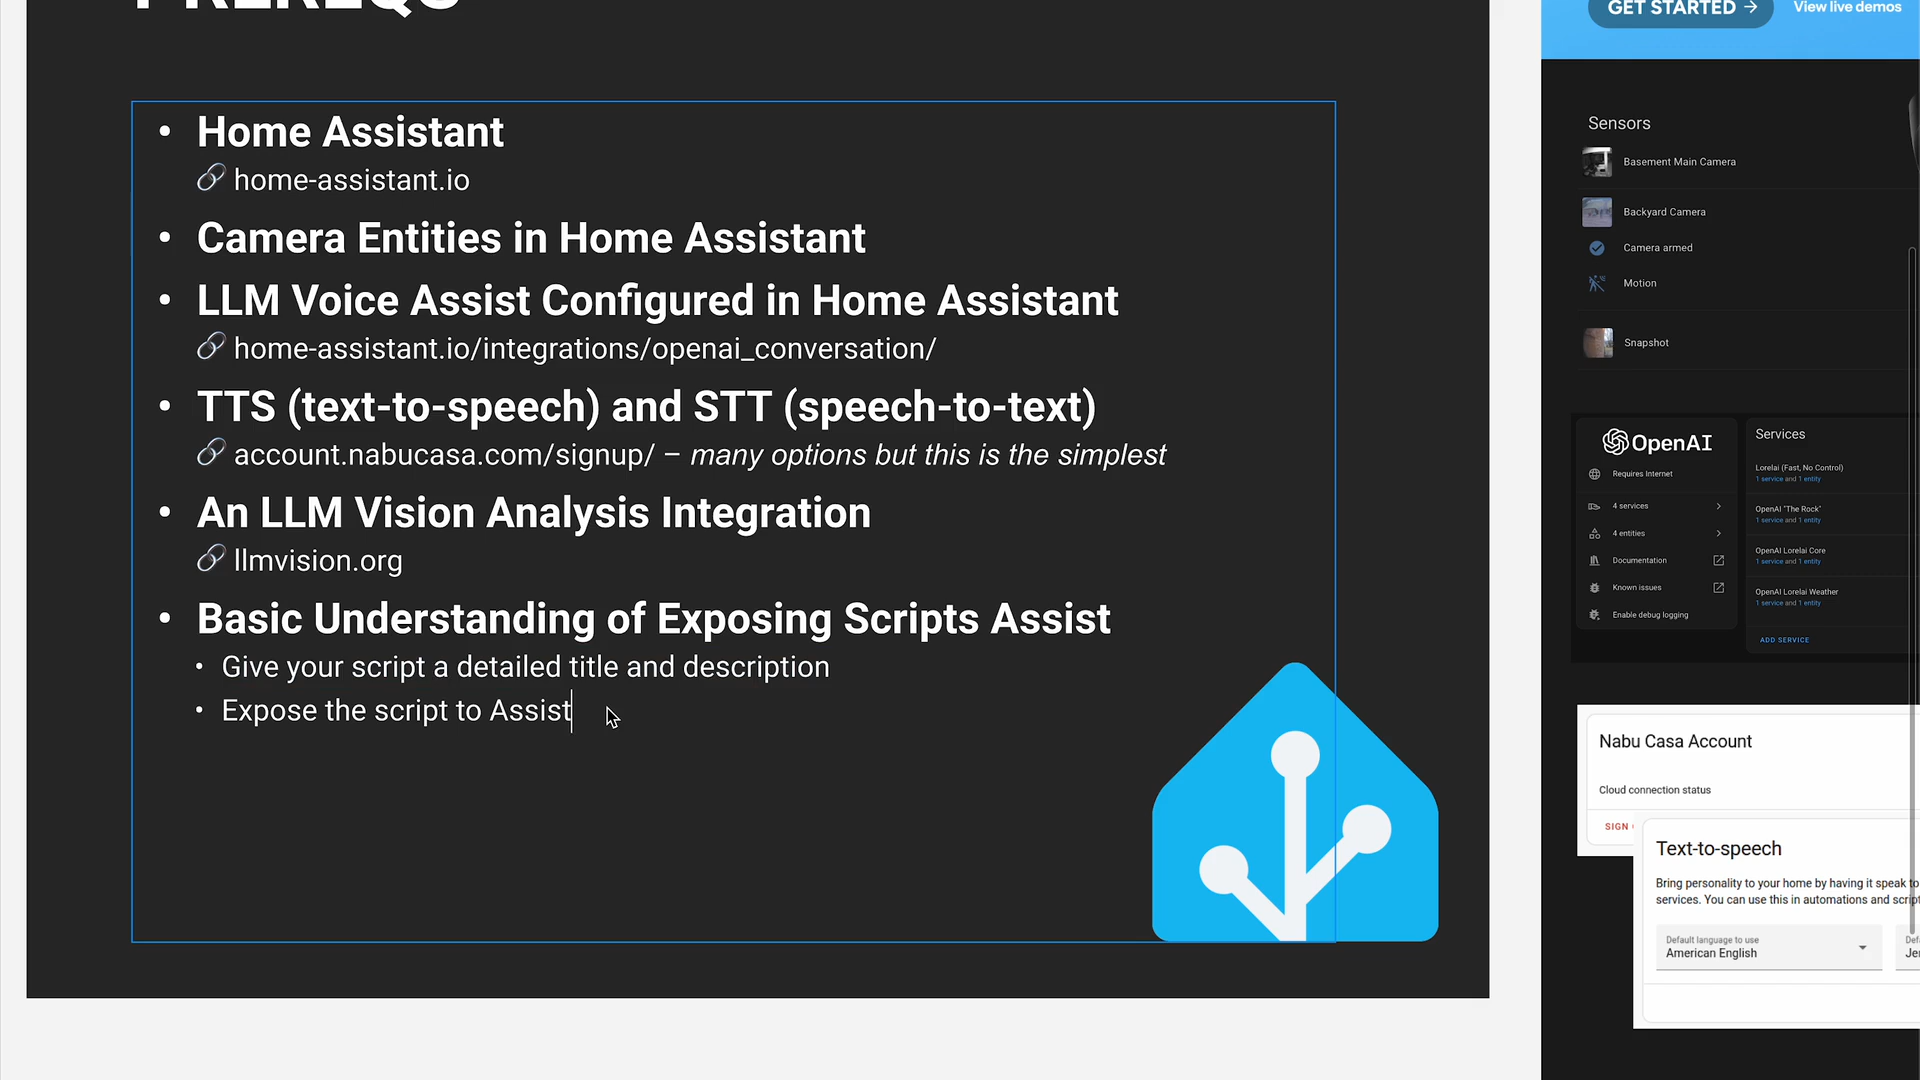 PREREQS
• Home Assistant
home-assistant.io
• Camera Entities in Home Assistant
• LLM Voice Assist Configured in Home Assistant
home-assistant.io/integrations/openai_conversation/
• TTS (text-to-speech) and STT (speech-to-text)
account.nabucasa.com/signup/ – many options but this is the simplest
• An LLM Vision Analysis Integration
llmvision.org
• Basic Understanding of Exposing Scripts Assist
• Give your script a detailed title and description
• Expose the script to Assist
GET STARTED →
View live demos
Sensors
Basement Main Camera
Backyard Camera
Camera armed
Motion
Snapshot
OpenAI
Requires Internet
4 services
4 entities
Documentation
Known issues
Enable debug logging
Services
Lorelai (Fast, No Control)
1 service and 1 entity
OpenAI "The Rock"
1 service and 1 entity
OpenAI Lorelai Core
1 service and 1 entity
OpenAI Lorelai Weather
1 service and 1 entity
ADD SERVICE
Nabu Casa Account
Cloud connection status
SIGN
Text-to-speech
Bring personality to your home by having it speak to
services. You can use this in automations and script
Default language to use
American English